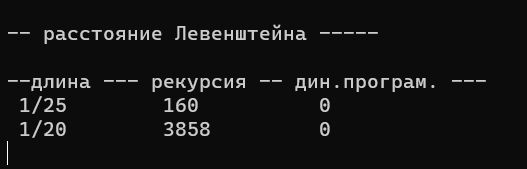 -- расстояние Левенштейна -----
--длина --- рекурсия -- дин.програм. ---
1/25 160 0
1/20 3858 0